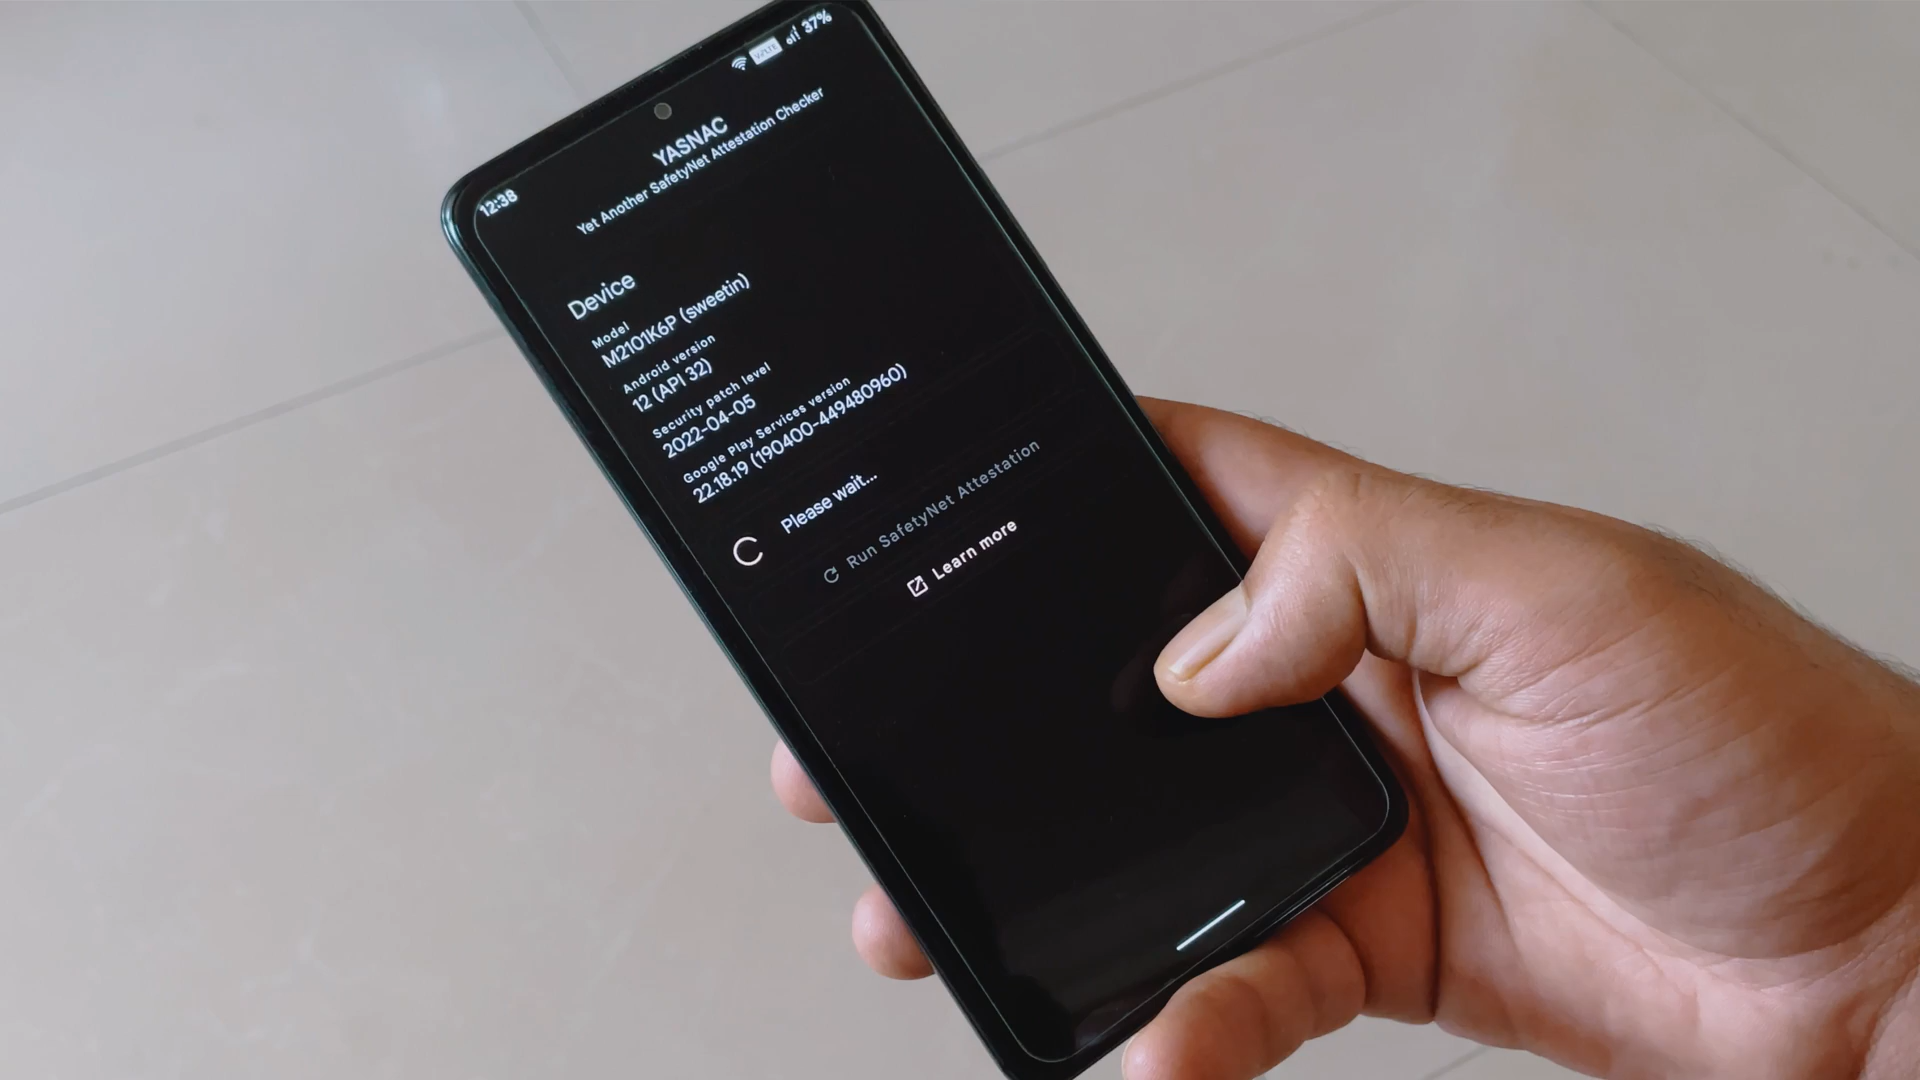 12:38
VoLTE 37%
YASNAC
Yet Another SafetyNet Attestation Checker
Device
Model
M2101K6P (sweetin)
Android version
12 (API 32)
Security patch level
2022-04-05
Google Play Services version
22.18.19 (190400-449480960)
Please wait...
Run SafetyNet Attestation
Learn more